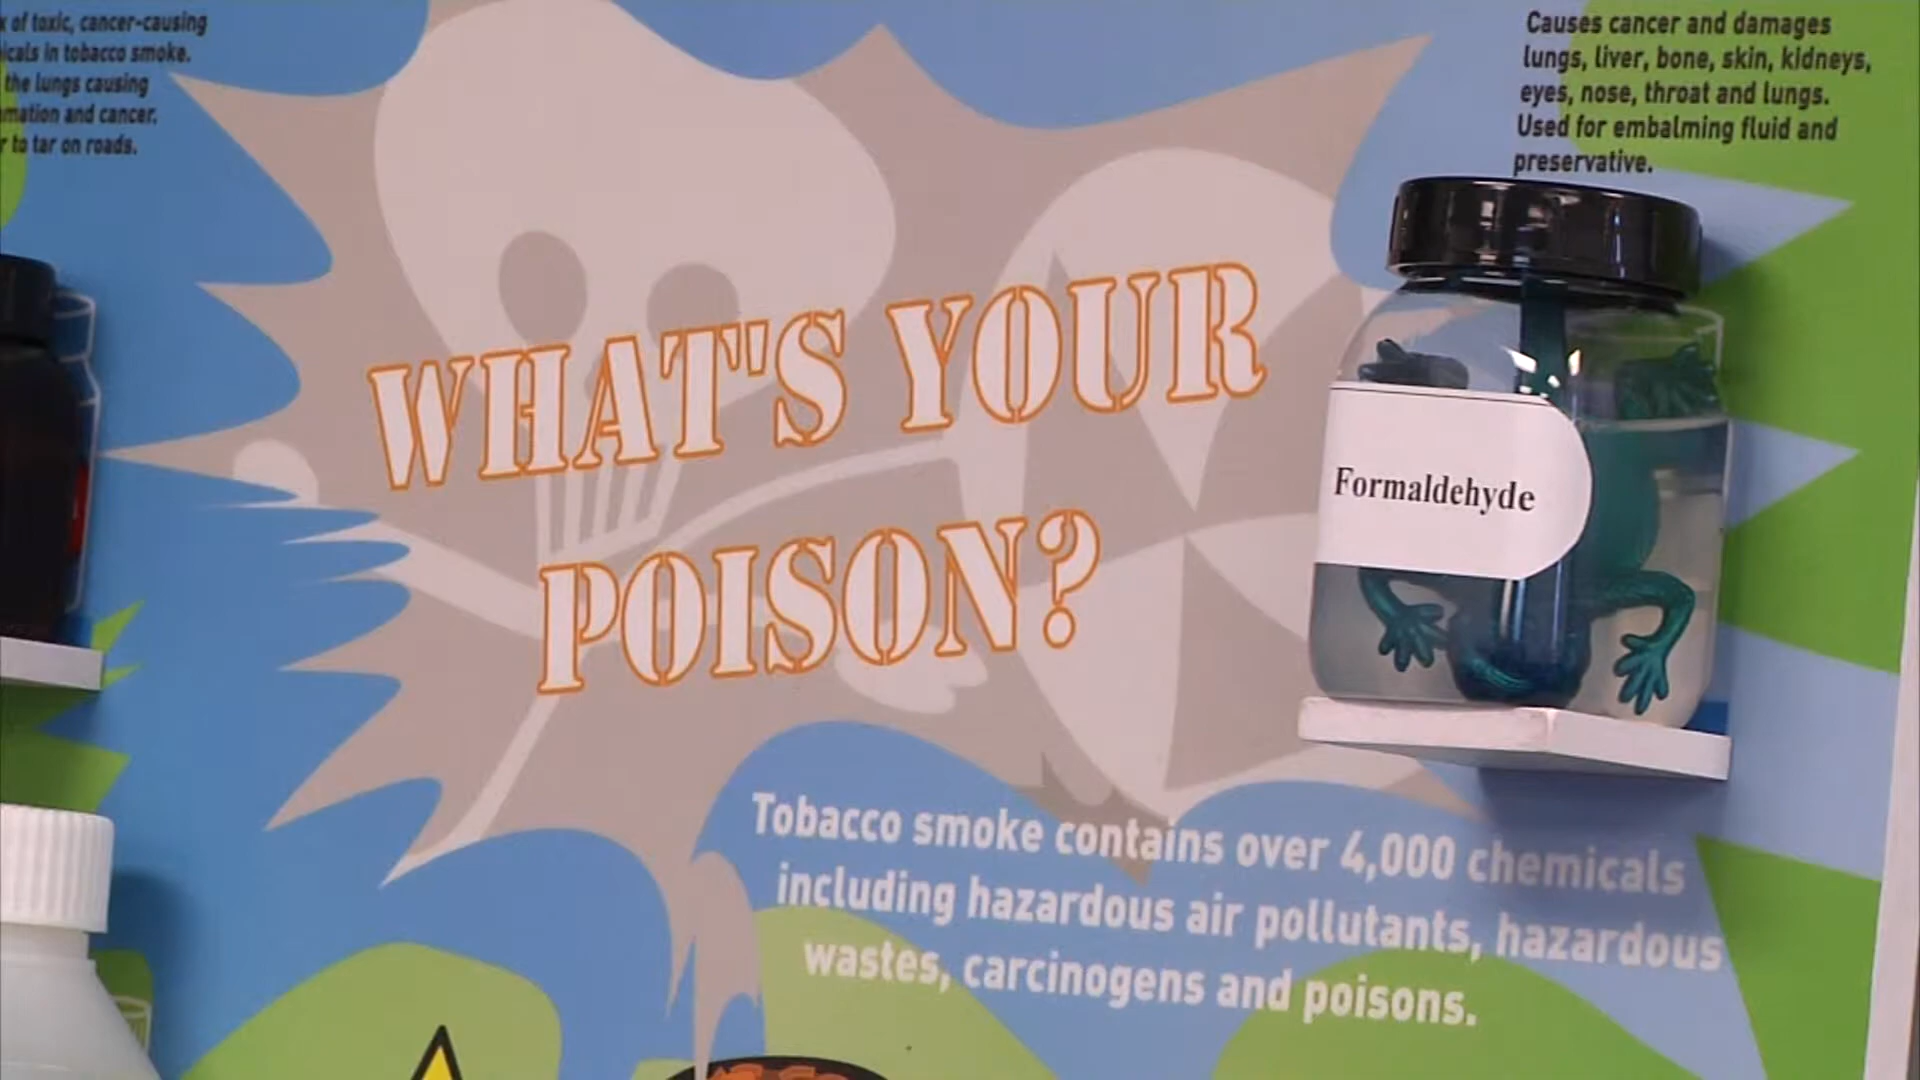 of toxic, cancer-causing
in tobacco smoke.
the lungs causing
and cancer.
to tar on roads.
Causes cancer and damages
lungs, liver, bone, skin, kidneys,
eyes, nose, throat and lungs.
Used for embalming fluid and
preservative.
WHAT'S YOUR
POISON?
Formaldehyde
Tobacco smoke contains over 4,000 chemicals
including hazardous air pollutants, hazardous
wastes, carcinogens and poisons.